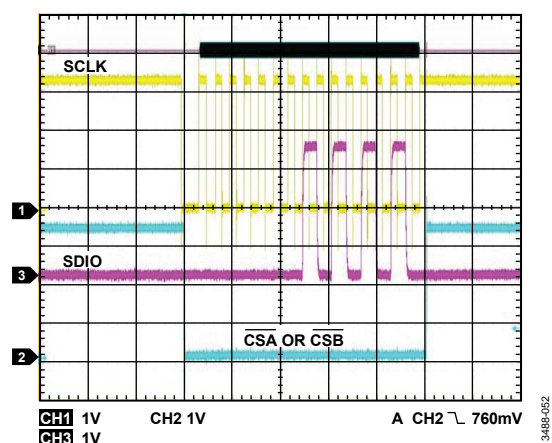 SCLK
1
SDIO
3
CSA OR CSB
2
CH1 1V CH2 1V A CH2 760mV
CH3 1V
3488-052